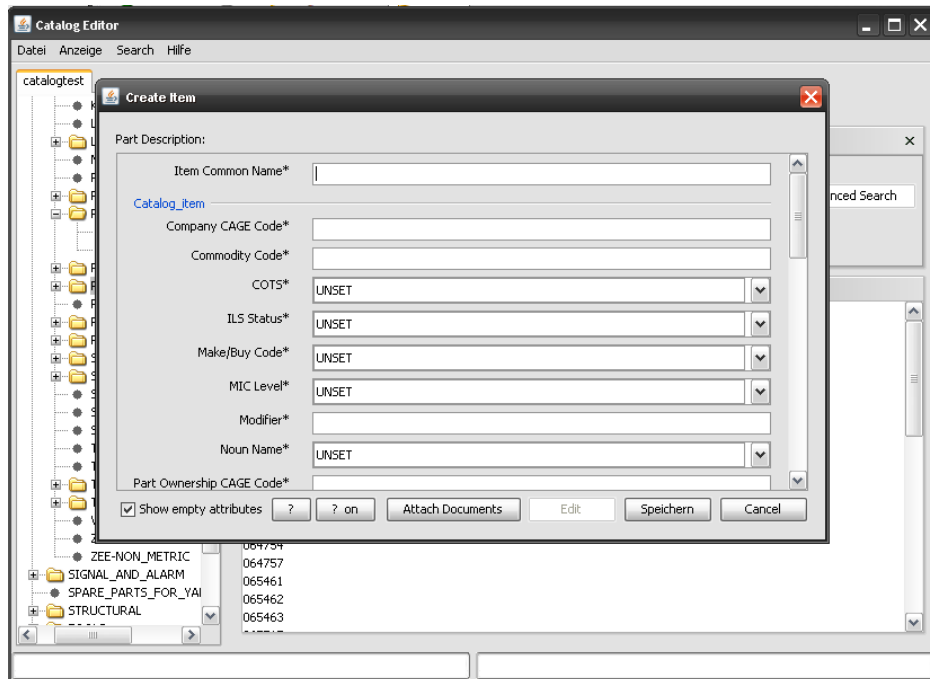 Catalog Editor
Datei Anzeige Search Hilfe
catalogtest
Create Item
Part Description:
Item Common Name*
Catalog_item
Company CAGE Code*
Commodity Code*
COTS* UNSET
ILS Status* UNSET
Make/Buy Code* UNSET
MIC Level* UNSET
Modifier*
Noun Name* UNSET
Part Ownership CAGE Code*
Show empty attributes ? ? on Attach Documents Edit Speichern Cancel
ZEE-NON_METRIC
SIGNAL_AND_ALARM
SPARE_PARTS_FOR_YAI
STRUCTURAL
064754
064757
065461
065462
065463
Search